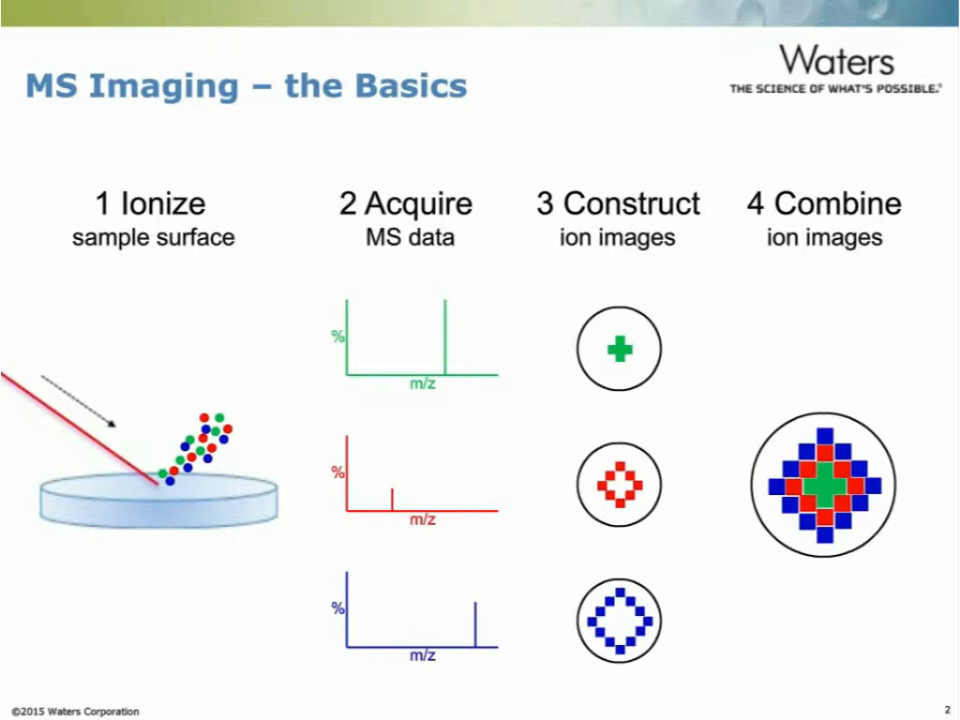 MS Imaging – the Basics
Waters
THE SCIENCE OF WHAT'S POSSIBLE.®
1 Ionize
sample surface
2 Acquire
MS data
3 Construct
ion images
4 Combine
ion images
%
m/z
%
m/z
%
m/z
©2015 Waters Corporation
2